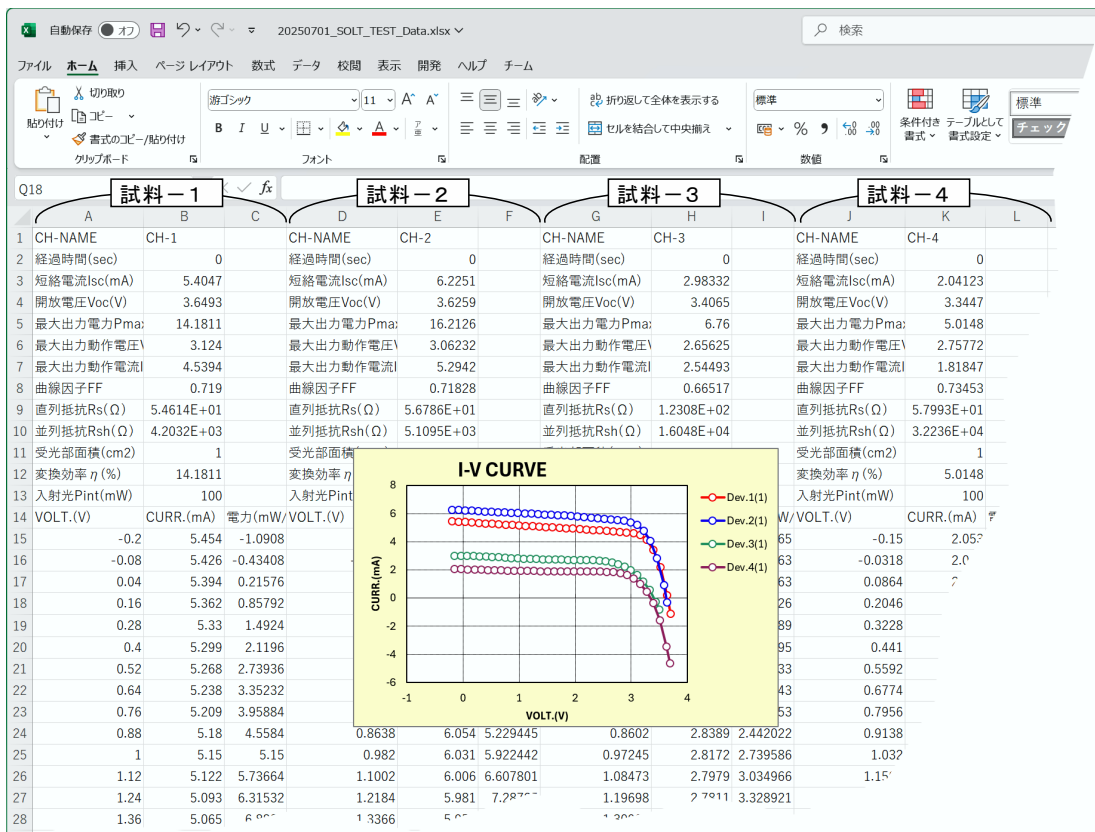 自動保存 オフ 20250701_SOLT_TEST_Data.xlsx 検索
ファイル ホーム 挿入 ページ レイアウト 数式 データ 校閲 表示 開発 ヘルプ チーム
貼り付け 切り取り コピー 書式のコピー/貼り付け
クリップボード
游ゴシック 11
B I U
フォント
折り返して全体を表示する
セルを結合して中央揃え
配置
標準
数値
条件付き書式 テーブルとして書式設定
標準
チェック
Q18 fx
試料－1 試料－2 試料－3 試料－4
A B C D E F G H I J K L
1 CH-NAME CH-1 CH-NAME CH-2 CH-NAME CH-3 CH-NAME CH-4
2 経過時間(sec) 0 経過時間(sec) 0 経過時間(sec) 0 経過時間(sec) 0
3 短絡電流Isc(mA) 5.4047 短絡電流Isc(mA) 6.2251 短絡電流Isc(mA) 2.98332 短絡電流Isc(mA) 2.04123
4 開放電圧Voc(V) 3.6493 開放電圧Voc(V) 3.6259 開放電圧Voc(V) 3.4065 開放電圧Voc(V) 3.3447
5 最大出力電力Pma 14.1811 最大出力電力Pma 16.2126 最大出力電力Pma 6.76 最大出力電力Pma 5.0148
6 最大出力動作電圧 3.124 最大出力動作電圧 3.06232 最大出力動作電圧 2.65625 最大出力動作電圧 2.75772
7 最大出力動作電流 4.5394 最大出力動作電流 5.2942 最大出力動作電流 2.54493 最大出力動作電流 1.81847
8 曲線因子FF 0.719 曲線因子FF 0.71828 曲線因子FF 0.66517 曲線因子FF 0.73453
9 直列抵抗Rs(Ω) 5.4614E+01 直列抵抗Rs(Ω) 5.6786E+01 直列抵抗Rs(Ω) 1.2308E+02 直列抵抗Rs(Ω) 5.7993E+01
10 並列抵抗Rsh(Ω) 4.2032E+03 並列抵抗Rsh(Ω) 5.1095E+03 並列抵抗Rsh(Ω) 1.6048E+04 並列抵抗Rsh(Ω) 3.2236E+04
11 受光部面積(cm2) 1 受光部面積(cm2) 1
12 変換効率η(%) 14.1811 変換効率η 5.0148
13 入射光Pint(mW) 100 入射光Pint 100
14 VOLT.(V) CURR.(mA) 電力(mW/ VOLT.(V) W/ VOLT.(V) CURR.(mA)
15 -0.2 5.454 -1.0908 65 -0.15 2.053
16 -0.08 5.426 -0.43408 63 -0.0318 2.0
17 0.04 5.394 0.21576 63 0.0864
18 0.16 5.362 0.85792 26 0.2046
19 0.28 5.33 1.4924 89 0.3228
20 0.4 5.299 2.1196 95 0.441
21 0.52 5.268 2.73936 33 0.5592
22 0.64 5.238 3.35232 43 0.6774
23 0.76 5.209 3.95884 53 0.7956
24 0.88 5.18 4.5584 0.8638 6.054 5.229445 0.8602 2.8389 2.442022 0.9138
25 1 5.15 5.15 0.982 6.031 5.922442 0.97245 2.8172 2.739586 1.032
26 1.12 5.122 5.73664 1.1002 6.006 6.607801 1.08473 2.7979 3.034966 1.15
27 1.24 5.093 6.31532 1.2184 5.981 1.19698 2.7811 3.328921
28 1.36 5.065 1.3366
I-V CURVE
CURR.(mA)
8
6
4
2
0
-2
-4
-6
-1 0 1 2 3 4
VOLT.(V)
Dev.1(1)
Dev.2(1)
Dev.3(1)
Dev.4(1)